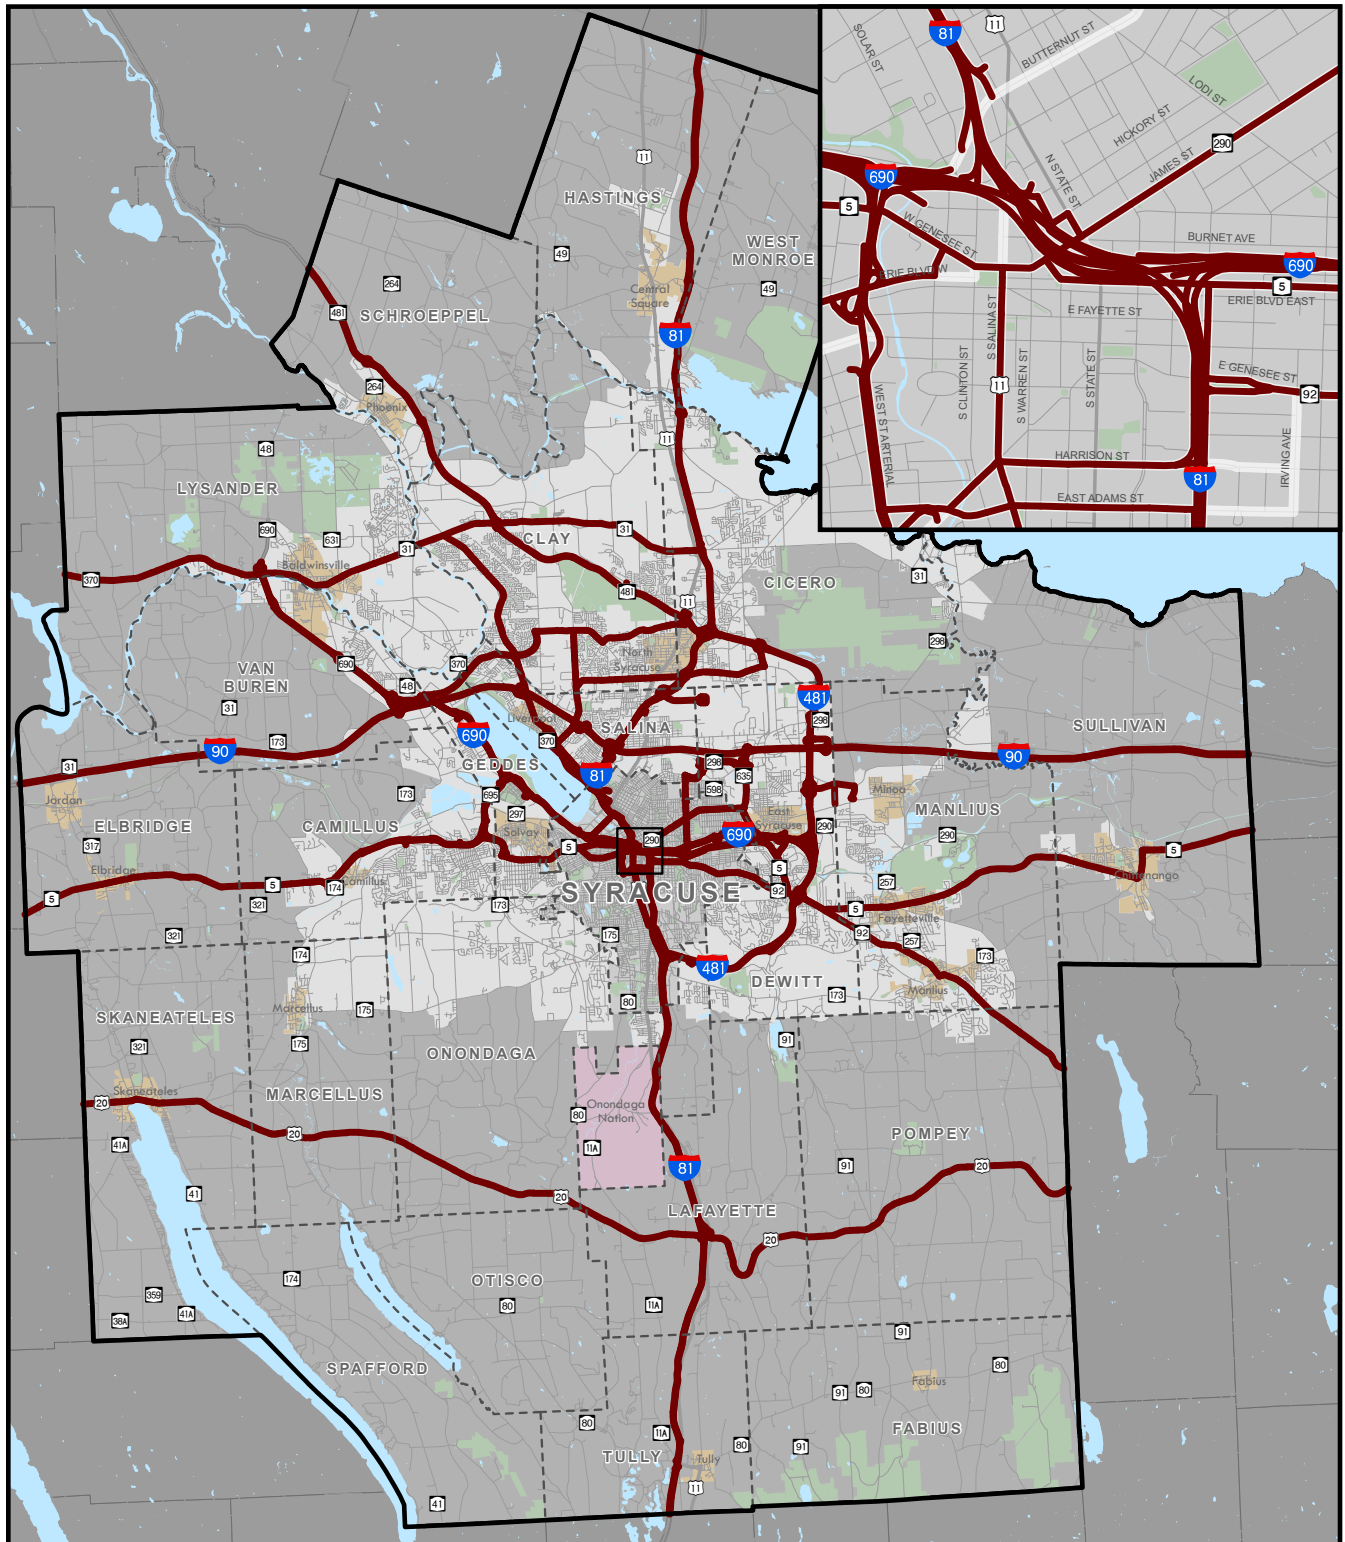 81
11
BUTTERNUT ST
SOLAR ST
LODI ST
HICKORY ST
290
JAMES ST
N STATE ST
690
5
W GENESEE ST
BURNET AVE
690
ERIE BLVD W
5
ERIE BLVD EAST
E FAYETTE ST
S SALINA ST
S WARREN ST
S CLINTON ST
S STATE ST
E GENESEE ST
11
92
WEST ST ARTERIAL
HARRISON ST
IRVING AVE
81
EAST ADAMS ST
11
HASTINGS
49
WEST
MONROE
264
Central
Square
49
481
SCHROEPPEL
81
264
Phoenix
11
48
LYSANDER
690
631
31
CLAY
31
Baldwinsville
370
481
11
CICERO
31
298
North
Syracuse
370
690
VAN
BUREN
48
31
481
298
Liverpool
SALINA
SULLIVAN
690
370
173
90
90
31
GEDDES
81
298
635
598
Jordan
173
695
297
Minoa
MANLIUS
ELBRIDGE
CAMILLUS
Solvay
East
Syracuse
290
290
317
5
290
690
5
Elbridge
5
5
Chittenango
5
174
Camillus
SYRACUSE
92
257
321
173
5
Fayetteville
321
175
92
257
174
481
173
DEWITT
Manlius
173
175
80
Marcellus
SKANEATELES
321
175
ONONDAGA
91
Skaneateles
20
MARCELLUS
Onondaga
Nation
80
20
POMPEY
41A
11A
81
91
20
41
20
LAFAYETTE
20
174
OTISCO
359
80
11A
41A
38A
91
SPAFFORD
80
91
80
Fabius
80
11A
FABIUS
TULLY
Tully
80
91
11
41